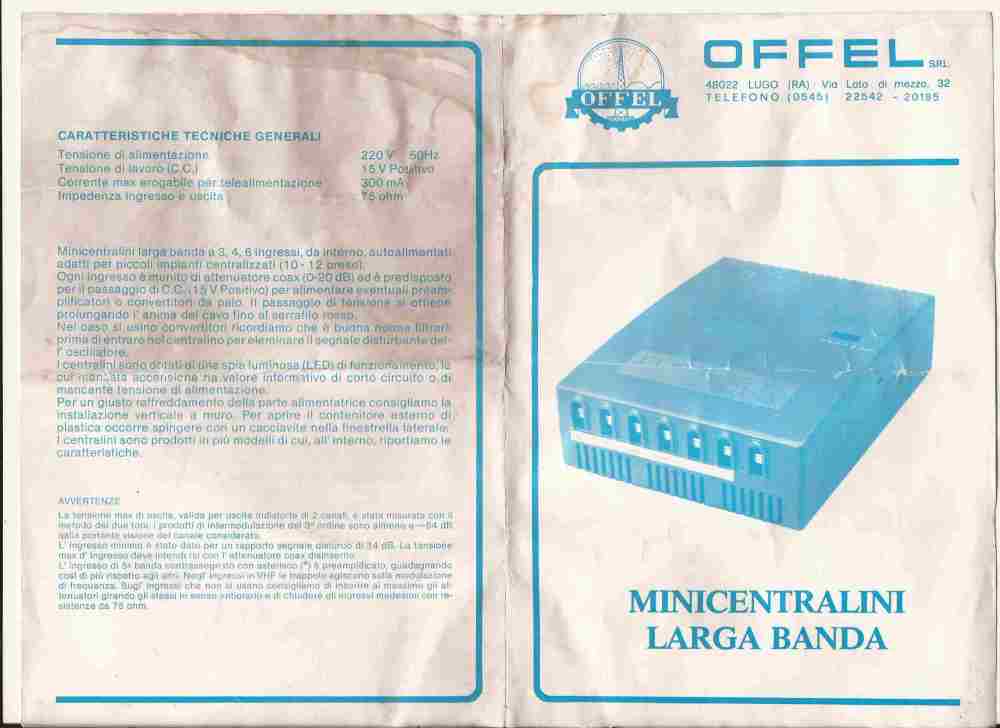 CARATTERISTICHE TECNICHE GENERALI
Tensione di alimentazione 220 V 50Hz
Tensione di lavoro (C.C.) 15 V Positivo
Corrente max erogabile per telealimentazione 300 mA
Impedenza ingresso e uscita 75 ohm
Minicentralini larga banda a 3, 4, 6 ingressi, da interno, autoalimentati
adatti per piccoli impianti centralizzati (10 - 12 prese).
Ogni ingresso è munito di attenuatore coax (0-20 dB) ed è predisposto
per il passaggio di C.C. (15 V Positivo) per alimentare eventuali pream-
plificatori o convertitori da palo. Il passaggio di tensione si ottiene
prolungando l' anima del cavo fino al serrafilo rosso.
Nel caso si usino convertitori ricordiamo che è buona norma filtrarli
prima di entrare nel centralino per eleminare il segnale disturbante del-
l' oscillatore.
I centralini sono dotati di una spia luminosa (LED) di funzionamento, la
cui mancata accensione ha valore informativo di corto circuito o di
mancante tensione di alimentazione.
Per un giusto raffreddamento della parte alimentatrice consigliamo la
installazione verticale a muro. Per aprire il contenitore esterno di
plastica occorre spingere con un cacciavite nella finestrella laterale.
I centralini sono prodotti in più modelli di cui, all' interno, riportiamo le
caratteristiche.
AVVERTENZE
La tensione max di uscita, valida per uscita indistorta di 2 canali, è stata misurata con il
metodo dei due toni, i prodotti di intermodulazione del 3º ordine sono almeno a —54 dB
dalla portante visione del canale considerato.
L' ingresso minimo è stato dato per un rapporto segnale disturbo di 34 dB. La tensione
max d' ingresso deve intendersi con l' attenuatore coax disinserito.
L' ingresso di 5ª banda contrassegnato con asterisco (*) è preamplificato, guadagnando
così di più rispetto agli altri. Negl' ingressi in VHF le trappole agiscono sulla modulazione
di frequenza. Sugl' ingressi che non si usano consigliamo di inserire al massimo gli at-
tenuatori girando gli stessi in senso antiorario e di chiudere gli ingressi medesimi con re-
sistenze da 75 ohm.
OFFEL
OFFEL SRL
48022 LUGO (RA) Via Lato di mezzo, 32
TELEFONO (0545) 22542 - 20195
MINICENTRALINI
LARGA BANDA